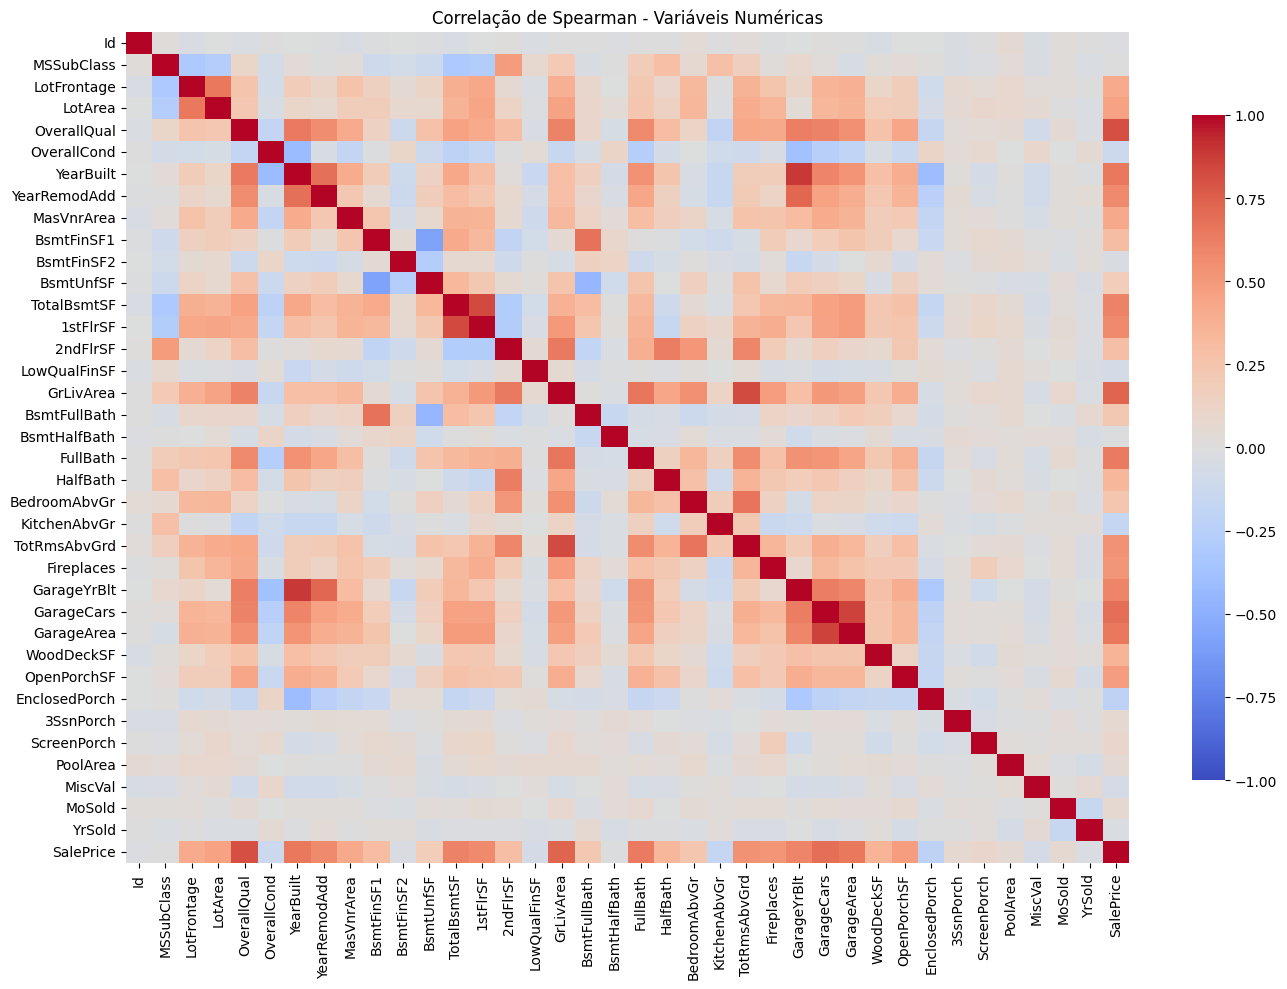 Correlação de Spearman - Variáveis Numéricas
Id
MSSubClass
LotFrontage
LotArea
OverallQual
OverallCond
YearBuilt
YearRemodAdd
MasVnrArea
BsmtFinSF1
BsmtFinSF2
BsmtUnfSF
TotalBsmtSF
1stFlrSF
2ndFlrSF
LowQualFinSF
GrLivArea
BsmtFullBath
BsmtHalfBath
FullBath
HalfBath
BedroomAbvGr
KitchenAbvGr
TotRmsAbvGrd
Fireplaces
GarageYrBlt
GarageCars
GarageArea
WoodDeckSF
OpenPorchSF
EnclosedPorch
3SsnPorch
ScreenPorch
PoolArea
MiscVal
MoSold
YrSold
SalePrice
Id
MSSubClass
LotFrontage
LotArea
OverallQual
OverallCond
YearBuilt
YearRemodAdd
MasVnrArea
BsmtFinSF1
BsmtFinSF2
BsmtUnfSF
TotalBsmtSF
1stFlrSF
2ndFlrSF
LowQualFinSF
GrLivArea
BsmtFullBath
BsmtHalfBath
FullBath
HalfBath
BedroomAbvGr
KitchenAbvGr
TotRmsAbvGrd
Fireplaces
GarageYrBlt
GarageCars
GarageArea
WoodDeckSF
OpenPorchSF
EnclosedPorch
3SsnPorch
ScreenPorch
PoolArea
MiscVal
MoSold
YrSold
SalePrice
1.00
0.75
0.50
0.25
0.00
−0.25
−0.50
−0.75
−1.00